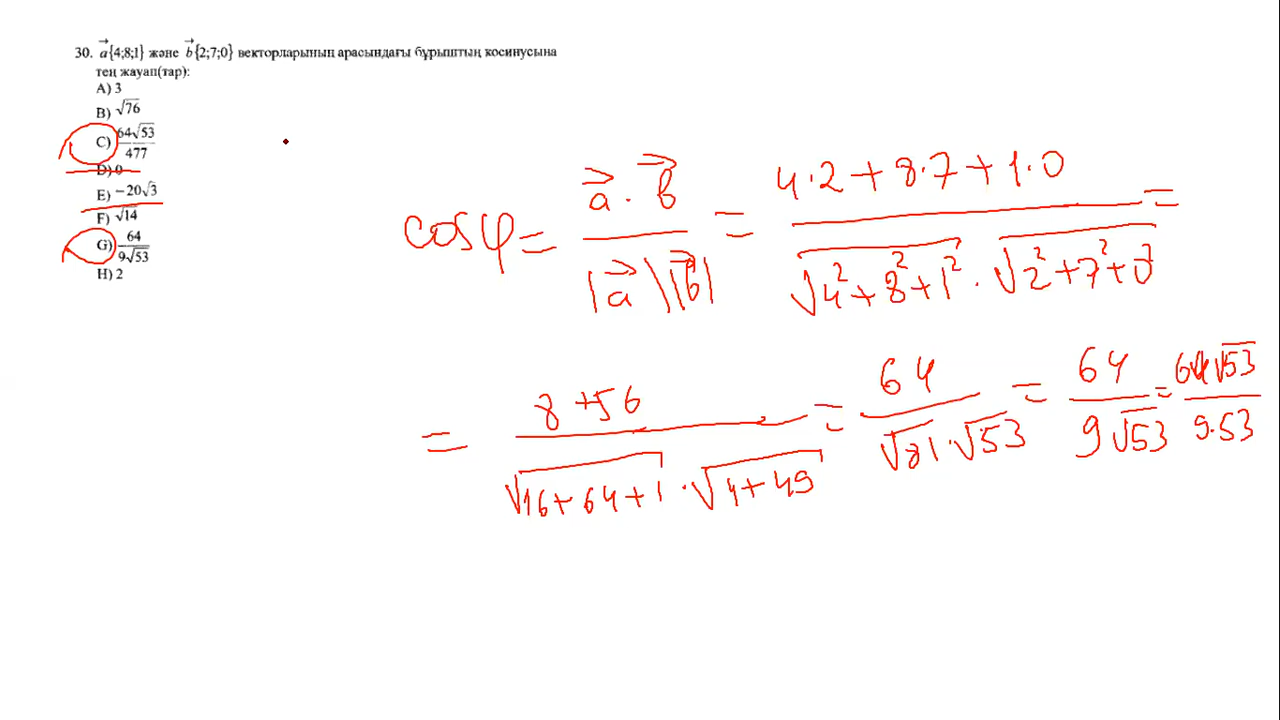 30. a⃗{4;8;1} және b⃗{2;7;0} векторларының арасындағы бұрыштың косинусына
тең жауап(тар):
A) 3
B) √76
C) 64√53/477
D) 0
E) −20√3
F) √14
G) 64/9√53
H) 2
cosφ = a⃗ · b⃗ / |a⃗||b⃗| = 4·2+8·7+1·0 / √4²+8²+1² · √2²+7²+0² =
= 8+56 / √16+64+1 · √4+49 = 64 / √81·√53 = 64 / 9√53 = 64√53 / 9·53